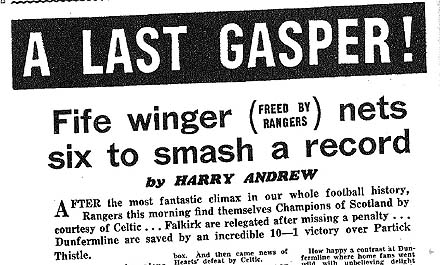 A LAST GASPER!
Fife winger (FREED BY RANGERS) nets
six to smash a record
by HARRY ANDREW
AFTER the most fantastic climax in our whole football history,
Rangers this morning find themselves Champions of Scotland by
courtesy of Celtic . . . Falkirk are relegated after missing a penalty . . .
Dunfermline are saved by an incredible 10—1 victory over Partick
Thistle.
box. And then came news of
Hearts' defeat by Celtic.
How happy a contrast at Dun-
fermline where home fans went
wild with unbelieving delight